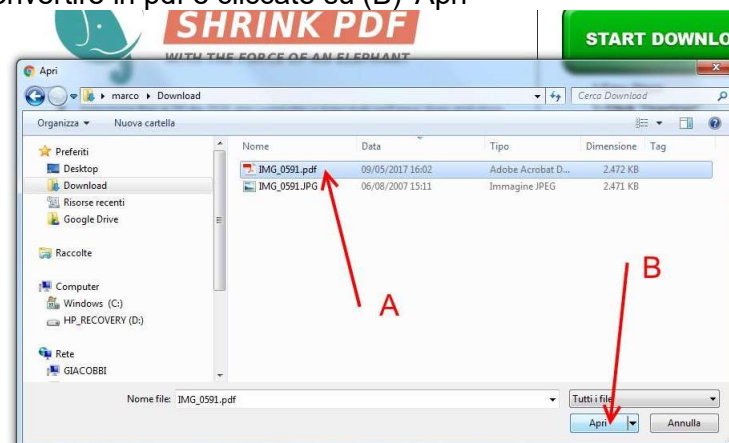 nvertire in pdf e cliccate su (B)"Apri"
SHRINK PDF
WITH THE FORCE OF AN ELEPHANT
START DOWNLO
Apri
marco ▸ Download
Cerca Download
Organizza
Nuova cartella
Nome Data Tipo Dimensione Tag
Preferiti
Desktop
Download
Risorse recenti
Google Drive
Raccolte
Computer
Windows (C:)
HP_RECOVERY (D:)
Rete
GIACOBBI
IMG_0591.pdf 09/05/2017 16:02 Adobe Acrobat D... 2.472 KB
IMG_0591.JPG 06/08/2007 15:11 Immagine JPEG 2.471 KB
A
B
Nome file: IMG_0591.pdf
Tutti i file
Apri
Annulla